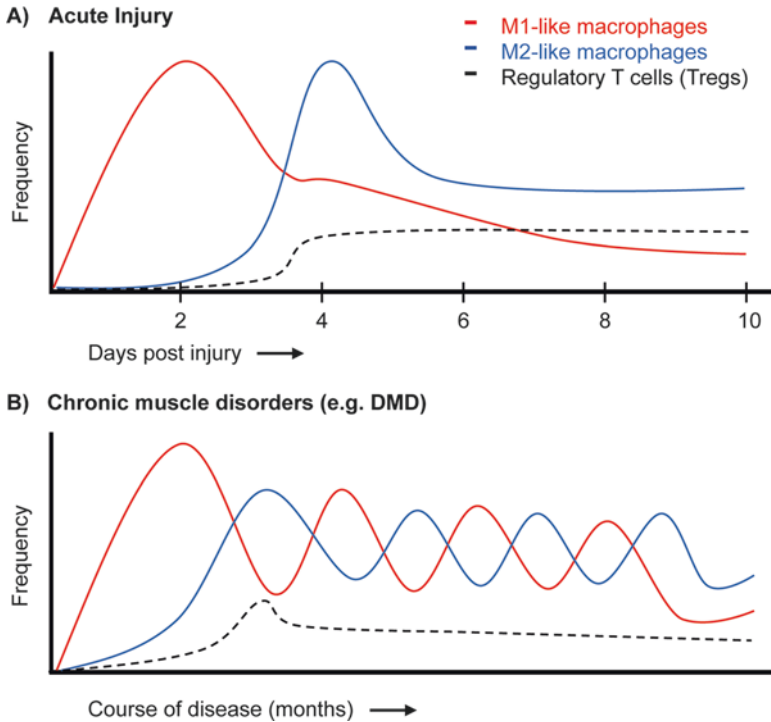 A) Acute Injury
M1-like macrophages
M2-like macrophages
Regulatory T cells (Tregs)
Frequency
2 4 6 8 10
Days post injury
B) Chronic muscle disorders (e.g. DMD)
Frequency
Course of disease (months)